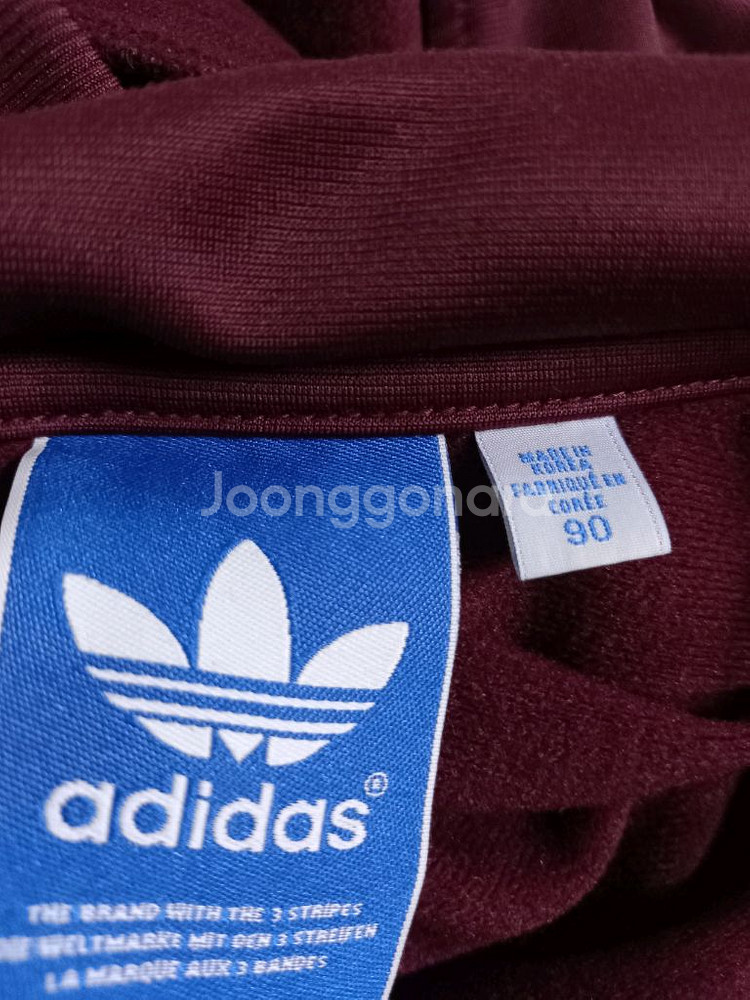 Joonggonara
MADE IN
KOREA
FABRIQUÉ EN
CORÉE
90
adidas®
THE BRAND WITH THE 3 STRIPES
DIE WELTMARKE MIT DEN 3 STREIFEN
LA MARQUE AUX 3 BANDES